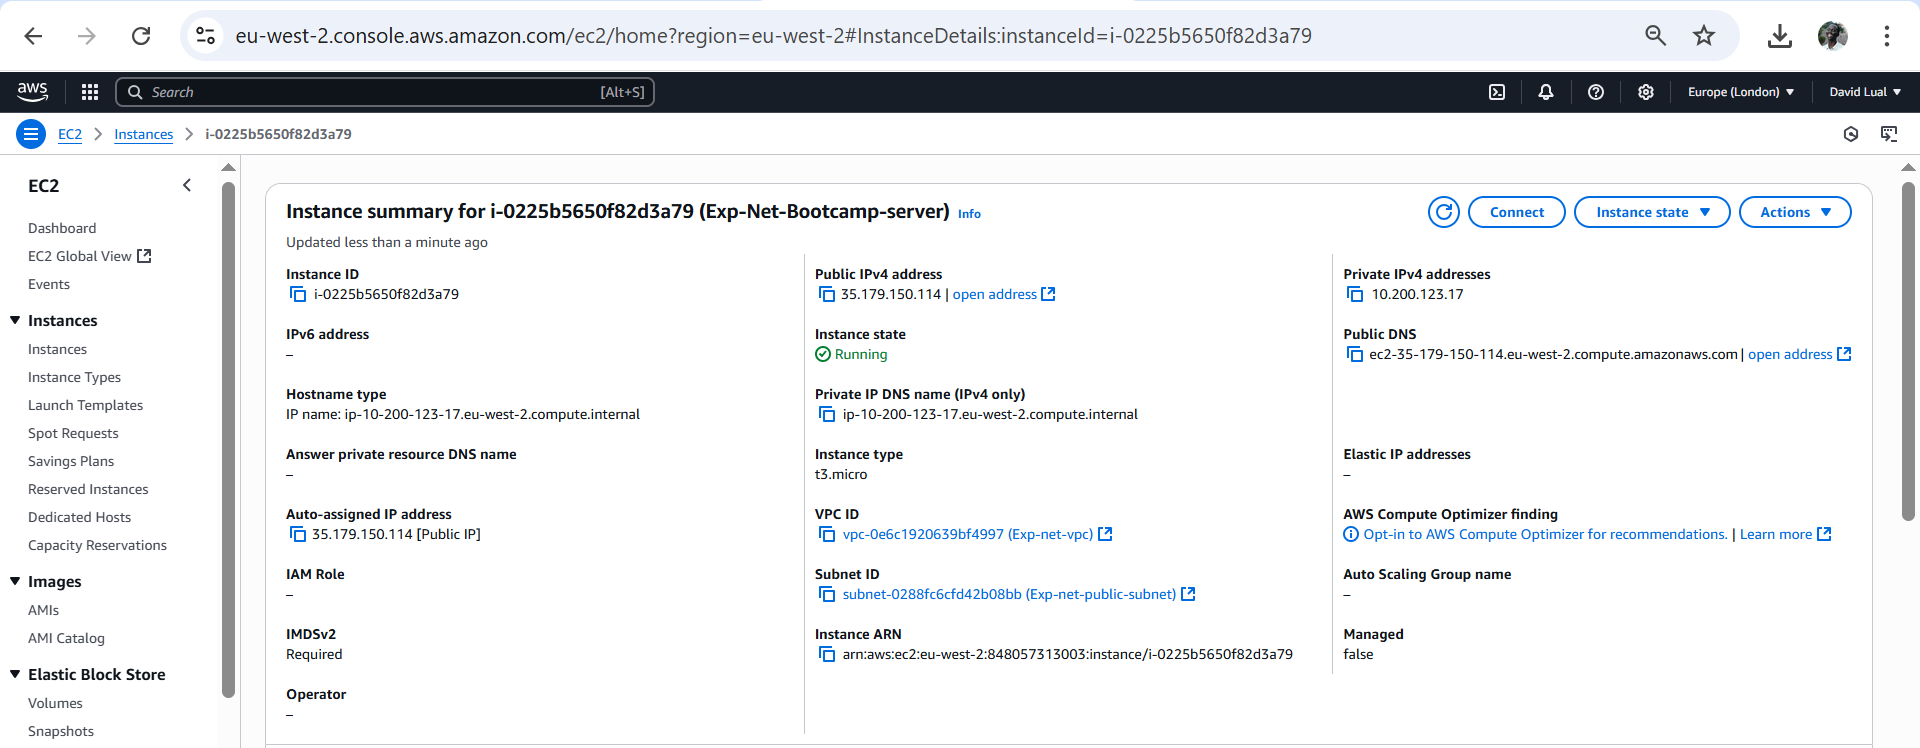 eu-west-2.console.aws.amazon.com/ec2/home?region=eu-west-2#InstanceDetails:instanceId=i-0225b5650f82d3a79
aws
Search [Alt+S]
Europe (London)
David Lual
EC2 > Instances > i-0225b5650f82d3a79
EC2
Dashboard
EC2 Global View
Events
Instances
Instances
Instance Types
Launch Templates
Spot Requests
Savings Plans
Reserved Instances
Dedicated Hosts
Capacity Reservations
Images
AMIs
AMI Catalog
Elastic Block Store
Volumes
Snapshots
Instance summary for i-0225b5650f82d3a79 (Exp-Net-Bootcamp-server) Info
Updated less than a minute ago
Connect
Instance state
Actions
Instance ID
i-0225b5650f82d3a79
Public IPv4 address
35.179.150.114 | open address
Private IPv4 addresses
10.200.123.17
IPv6 address
–
Instance state
Running
Public DNS
ec2-35-179-150-114.eu-west-2.compute.amazonaws.com | open address
Hostname type
IP name: ip-10-200-123-17.eu-west-2.compute.internal
Private IP DNS name (IPv4 only)
ip-10-200-123-17.eu-west-2.compute.internal
Answer private resource DNS name
–
Instance type
t3.micro
Elastic IP addresses
–
Auto-assigned IP address
35.179.150.114 [Public IP]
VPC ID
vpc-0e6c1920639bf4997 (Exp-net-vpc)
AWS Compute Optimizer finding
Opt-in to AWS Compute Optimizer for recommendations. | Learn more
IAM Role
–
Subnet ID
subnet-0288fc6cfd42b08bb (Exp-net-public-subnet)
Auto Scaling Group name
–
IMDSv2
Required
Instance ARN
arn:aws:ec2:eu-west-2:848057313003:instance/i-0225b5650f82d3a79
Managed
false
Operator
–